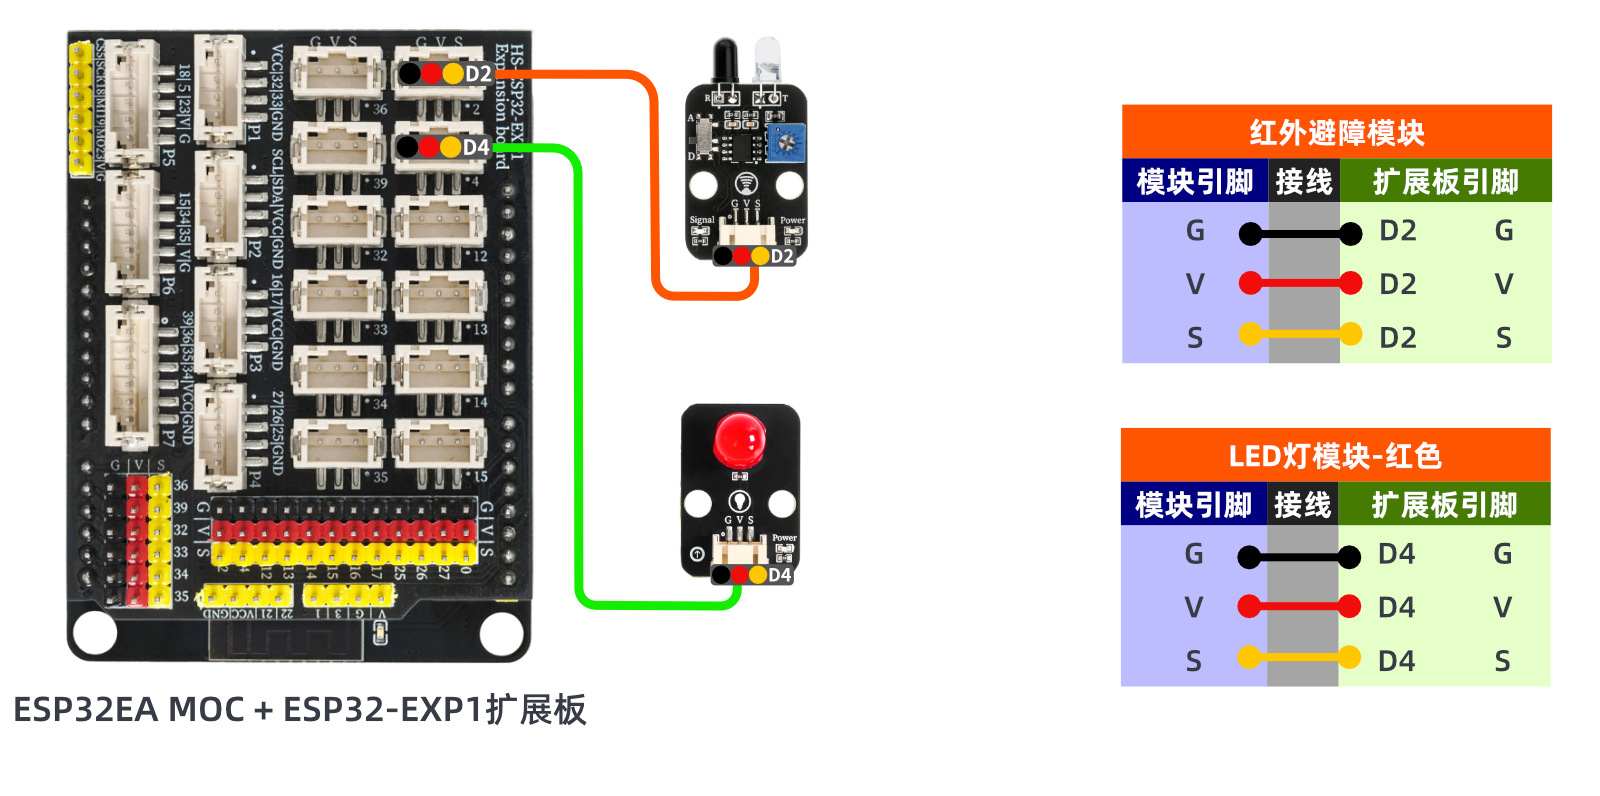 HS-ESP32-EXP1
Expansion board
G V S
G V S
D2
*36
*2
D4
*39
*4
*32
*12
*33
*13
*34
*14
*35
*15
VCC|32|33|GND
P1
SCL|SDA|VCC|GND
P2
16|17|VCC|GND
P3
27|26|25|GND
P4
18|5|23|V|G
P5
15|34|35|V|G
P6
39|36|35|34|VCC|GND
P7
G|V|S
36
39
32
33
34
35
G|V|S
G|V|S
2 4 12 13 14 15 16 17 25 26 27 0
GND|VCC|21|22
1 3 G V
R T
A
D
G V S
Signal
Power
D2
G V S
Power
D4
ESP32EA MOC + ESP32-EXP1扩展板
红外避障模块
模块引脚 接线 扩展板引脚
G D2 G
V D2 V
S D2 S
LED灯模块-红色
模块引脚 接线 扩展板引脚
G D4 G
V D4 V
S D4 S